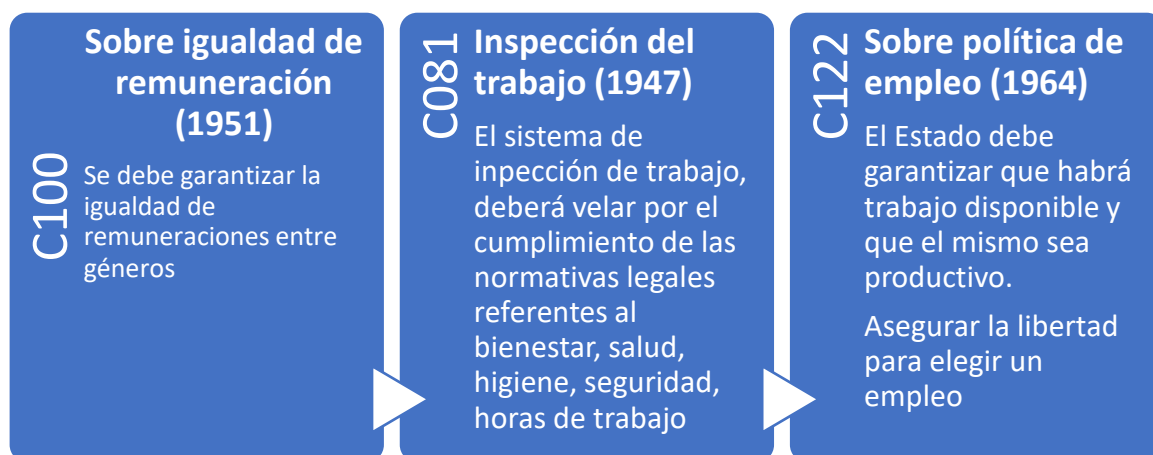 C100
Sobre igualdad de
remuneración
(1951)
Se debe garantizar la
igualdad de
remuneraciones entre
géneros
C081
Inspección del
trabajo (1947)
El sistema de
inpección de trabajo,
deberá velar por el
cumplimiento de las
normativas legales
referentes al
bienestar, salud,
higiene, seguridad,
horas de trabajo
C122
Sobre política de
empleo (1964)
El Estado debe
garantizar que habrá
trabajo disponible y
que el mismo sea
productivo.
Asegurar la libertad
para elegir un
empleo